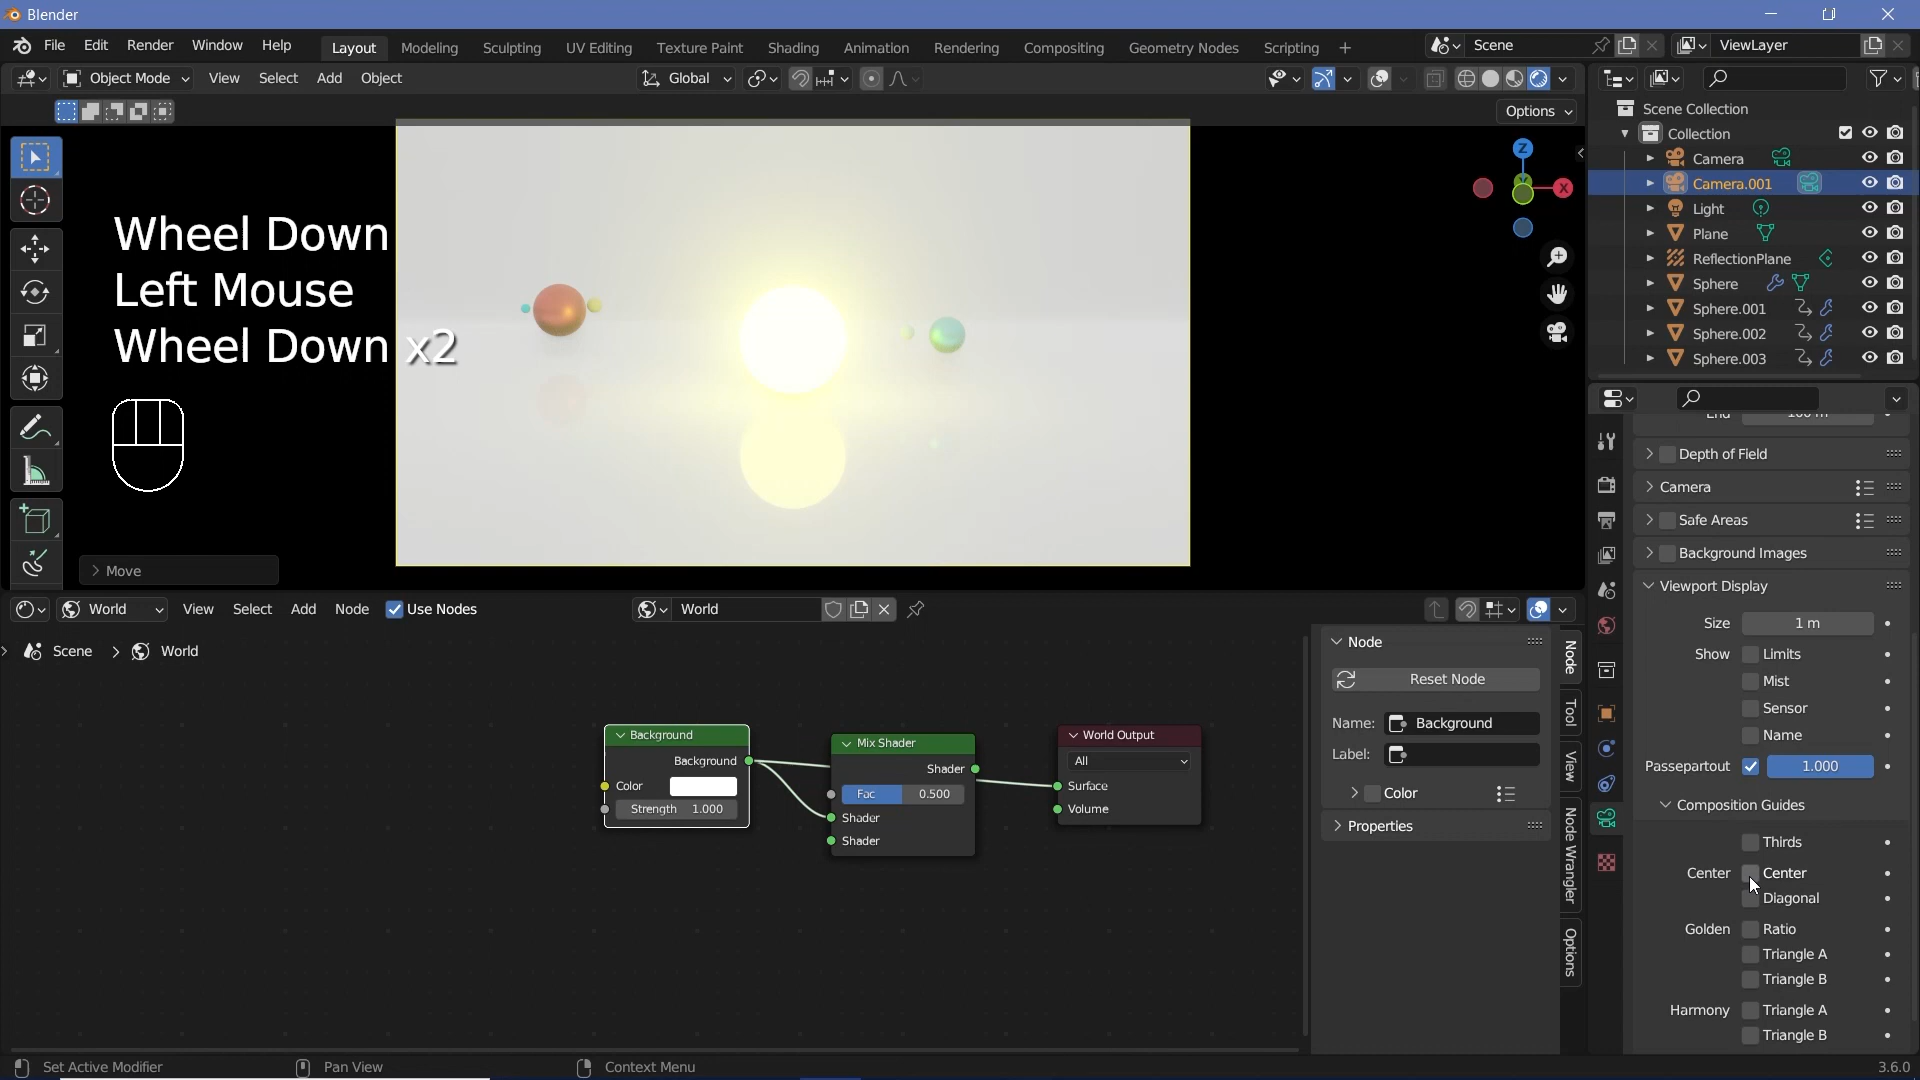 Blender
File Edit Render Window Help Layout Modeling Sculpting UV Editing Texture Paint Shading Animation Rendering Compositing Geometry Nodes Scripting + Scene ViewLayer
Object Mode View Select Add Object Global
Options
Z
X
Wheel Down
Left Mouse
Wheel Down x2
Move
Scene Collection
Collection
Camera
Camera.001
Light
Plane
ReflectionPlane
Sphere
Sphere.001
Sphere.002
Sphere.003
Depth of Field
Camera
Safe Areas
Background Images
Viewport Display
Size 1 m
Show Limits
Mist
Sensor
Name
Passepartout 1.000
Composition Guides
Thirds
Center Center
Diagonal
Golden Ratio
Triangle A
Triangle B
Harmony Triangle A
Triangle B
World View Select Add Node Use Nodes World
Scene > World
Background
Background
Color
Strength 1.000
Mix Shader
Shader
Fac 0.500
Shader
Shader
World Output
All
Surface
Volume
Node
Reset Node
Name: Background
Label:
Color
Properties
Node
Tool
View
Node Wrangler
Options
Set Active Modifier Pan View Context Menu 3.6.0